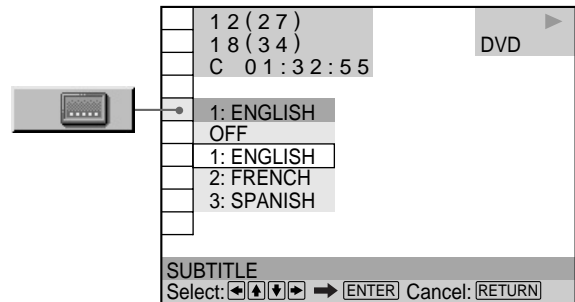 12(27)
18(34)
DVD
C 01:32:55
1: ENGLISH
OFF
1: ENGLISH
2: FRENCH
3: SPANISH
SUBTITLE
Select: ENTER Cancel: RETURN